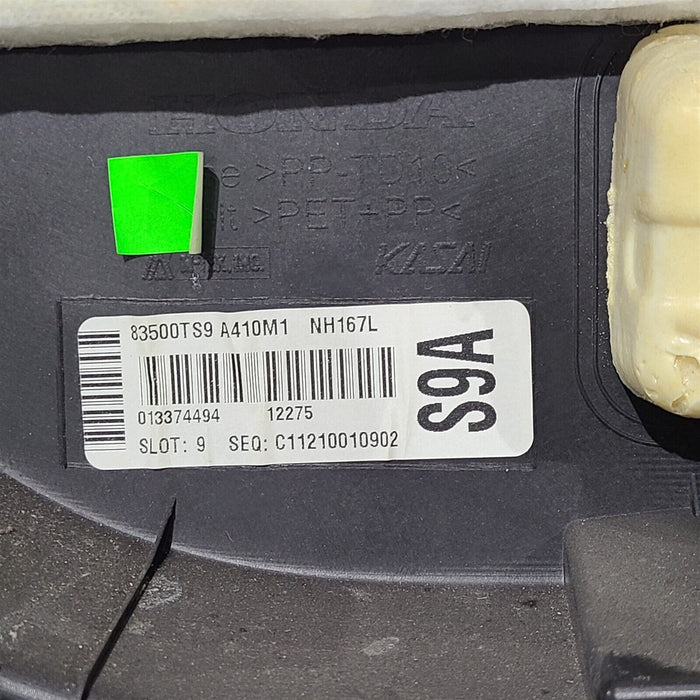 HONDA
>PP-TD10<
>PET+PP<
KASAI
83500TS9 A410M1 NH167L
013374494 12275
SLOT: 9 SEQ: C11210010902
S9A